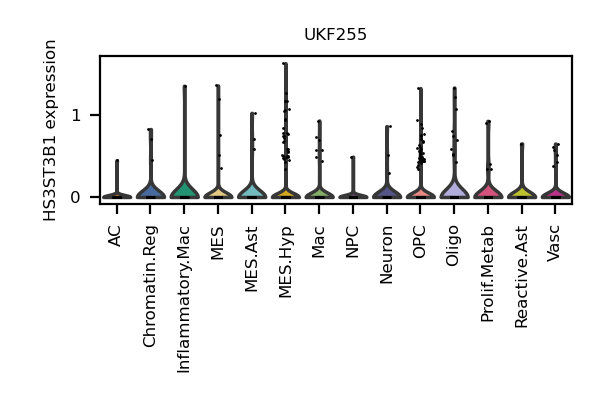 UKF255
HS3ST3B1 expression
1
0
AC
Chromatin.Reg
Inflammatory.Mac
MES
MES.Ast
MES.Hyp
Mac
NPC
Neuron
OPC
Oligo
Prolif.Metab
Reactive.Ast
Vasc